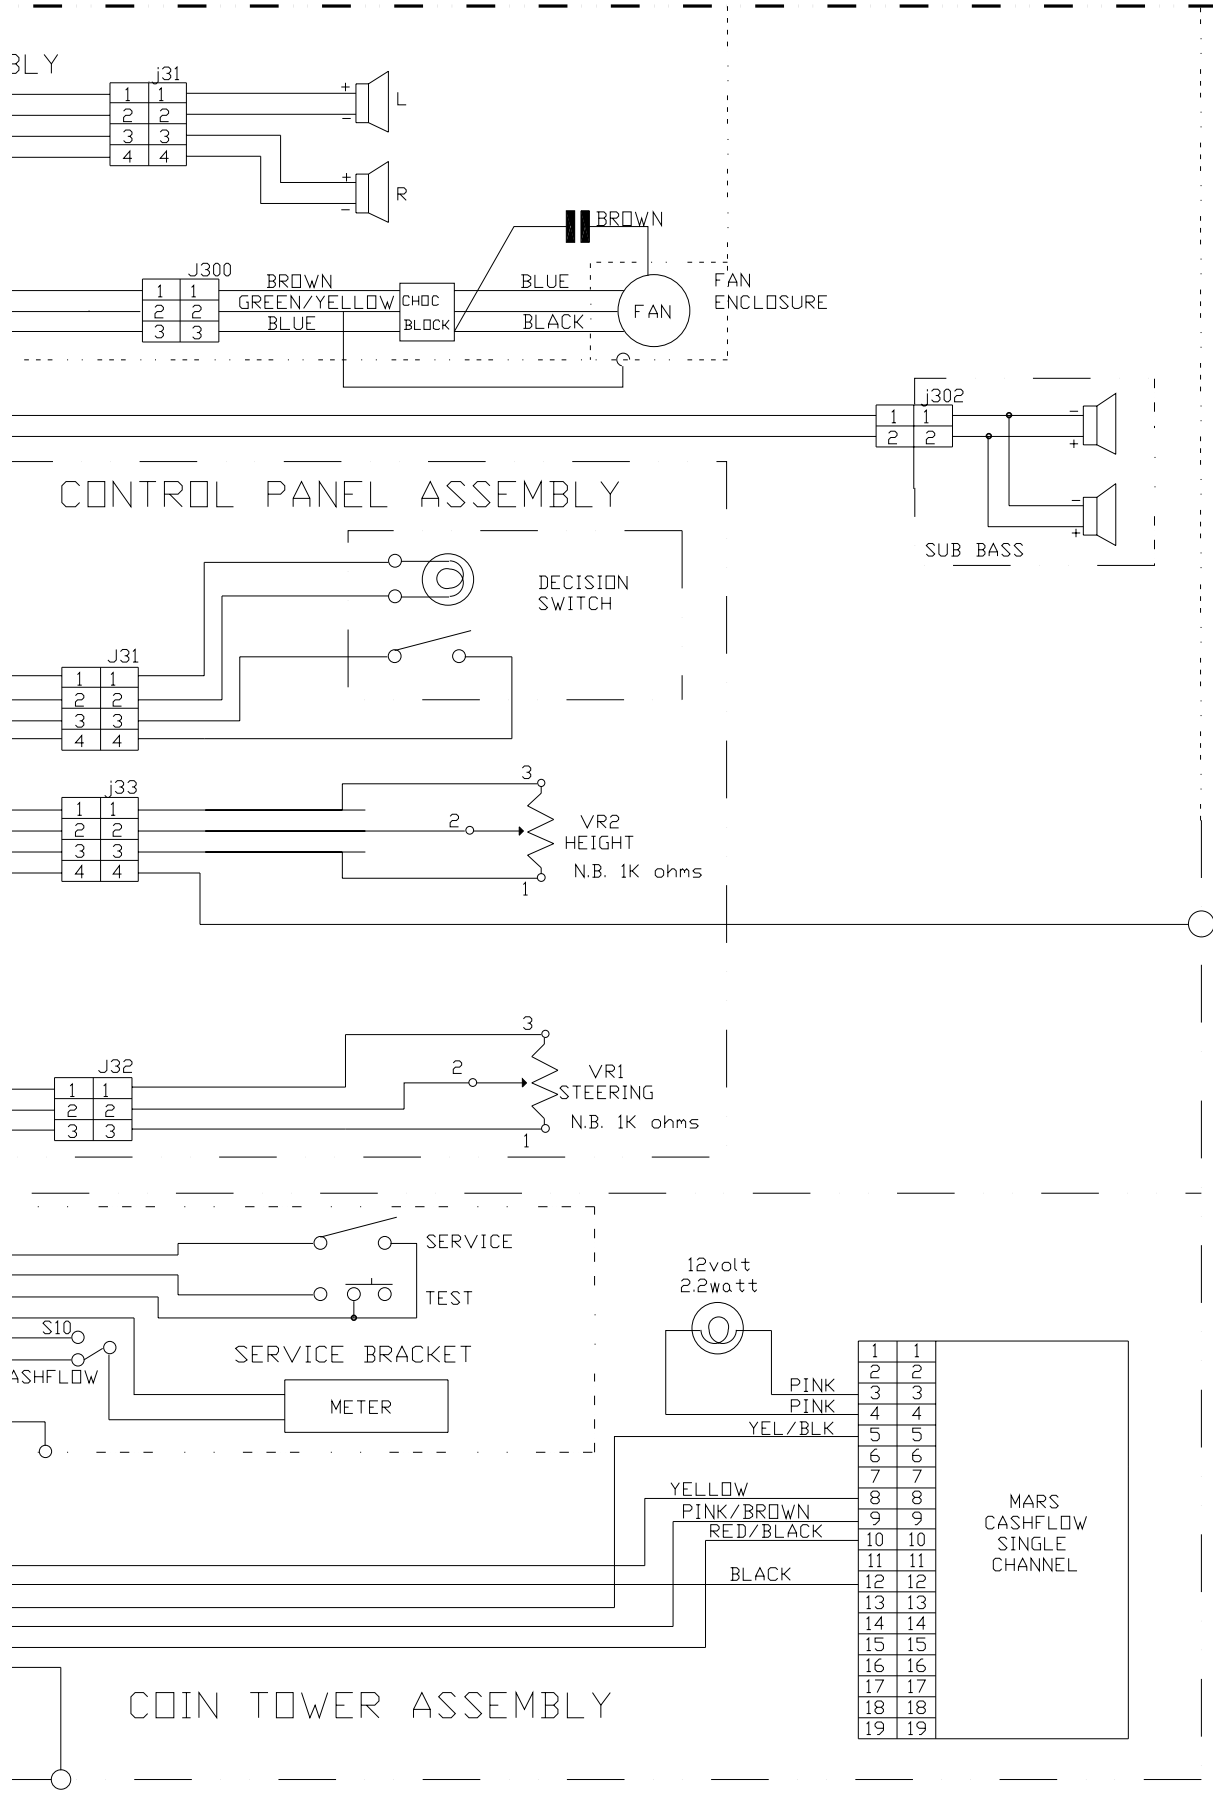 j31
1 1
2 2
3 3
4 4
+
-
L
+
-
R
BROWN
J300
1 1
2 2
3 3
BROWN
GREEN/YELLOW
BLUE
CHOC
BLOCK
BLUE
BLACK
FAN
FAN
ENCLOSURE
j302
1 1
2 2
-
+
-
+
SUB BASS
CONTROL PANEL ASSEMBLY
DECISION
SWITCH
J31
1 1
2 2
3 3
4 4
j33
1 1
2 2
3 3
4 4
3
2
1
VR2
HEIGHT
N.B. 1K ohms
J32
1 1
2 2
3 3
3
2
1
VR1
STEERING
N.B. 1K ohms
SERVICE
TEST
S10
ASHFLOW
SERVICE BRACKET
METER
12volt
2.2watt
PINK
PINK
YEL/BLK
YELLOW
PINK/BROWN
RED/BLACK
BLACK
1 1
2 2
3 3
4 4
5 5
6 6
7 7
8 8
9 9
10 10
11 11
12 12
13 13
14 14
15 15
16 16
17 17
18 18
19 19
MARS
CASHFLOW
SINGLE
CHANNEL
COIN TOWER ASSEMBLY